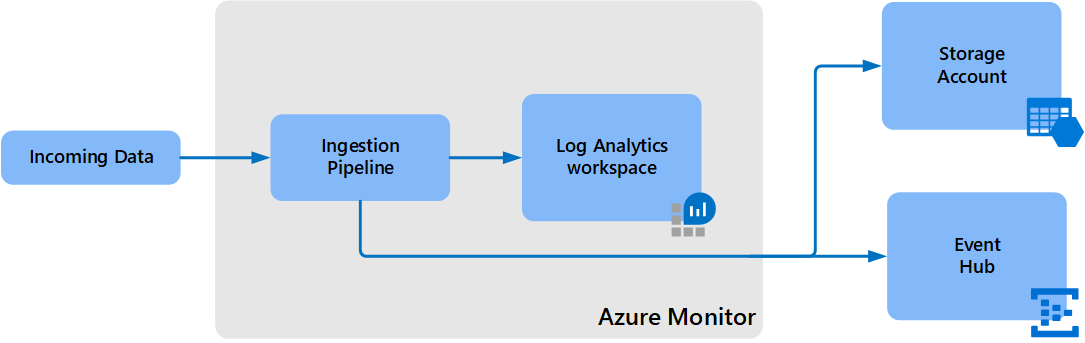 Incoming Data
Ingestion
Pipeline
Log Analytics
workspace
Azure Monitor
Storage
Account
Event
Hub